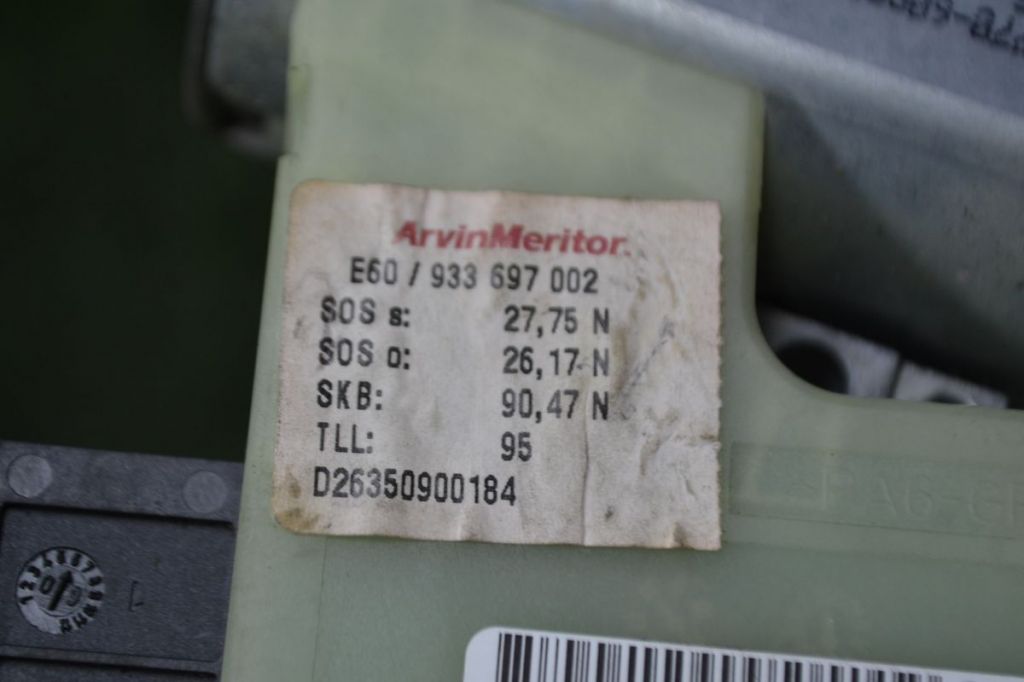 ArvinMeritor.
E60 / 933 697 002
SOS s: 27,75 N
SOS o: 26,17 N
SKB: 90,47 N
TLL: 95
D26350900184